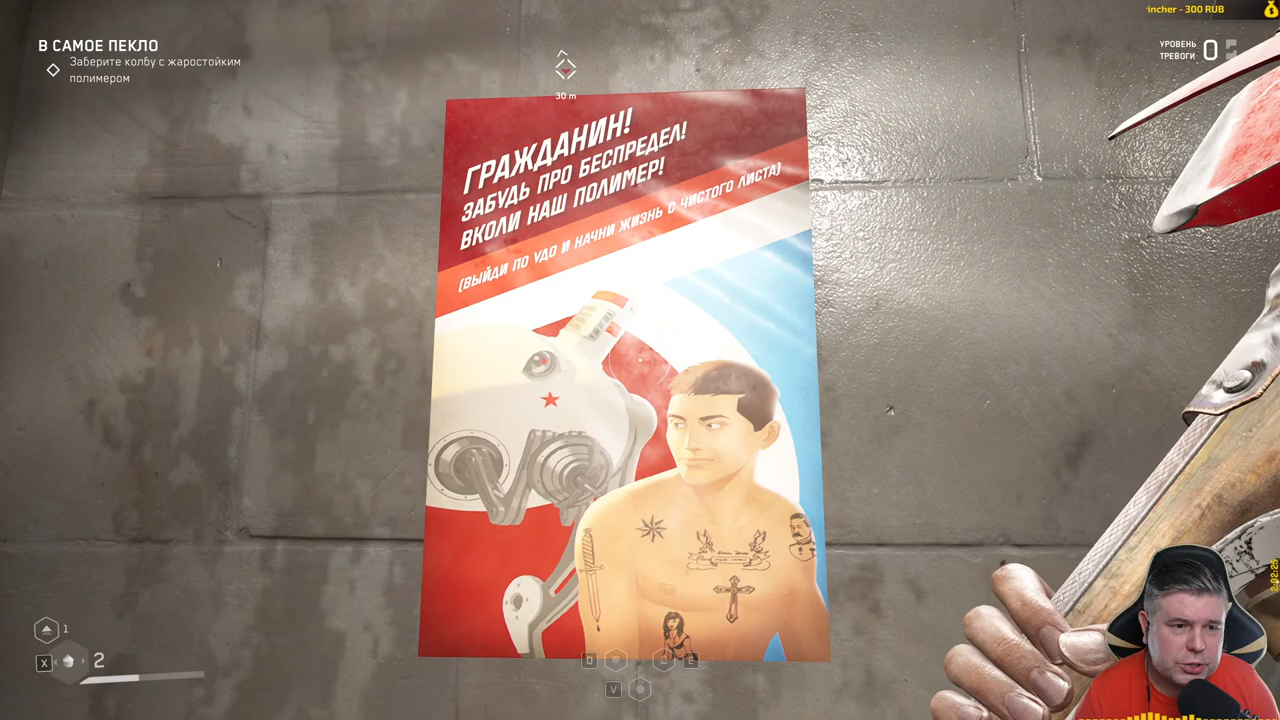 incher - 300 RUB
В САМОЕ ПЕКЛО
Заберите колбу с жаростойким
полимером
УРОВЕНЬ
ТРЕВОГИ
0
30 m
ГРАЖДАНИН!
ЗАБУДЬ ПРО БЕСПРЕДЕЛ!
ВКОЛИ НАШ ПОЛИМЕР!
(ВЫЙДИ ПО УДО И НАЧНИ ЖИЗНЬ С ЧИСТОГО ЛИСТА)
1
X
2
Q
E
V